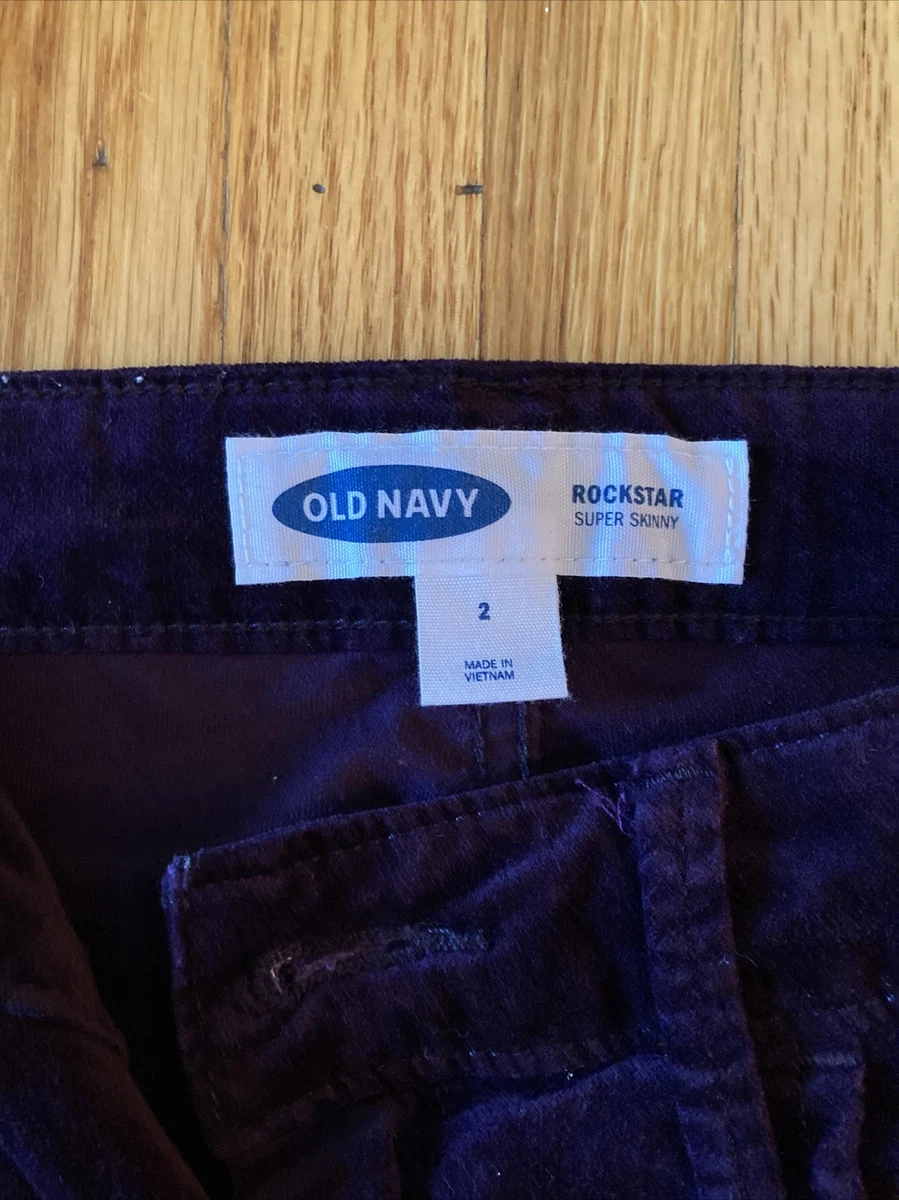 OLD NAVY
ROCKSTAR
SUPER SKINNY
2
MADE IN
VIETNAM